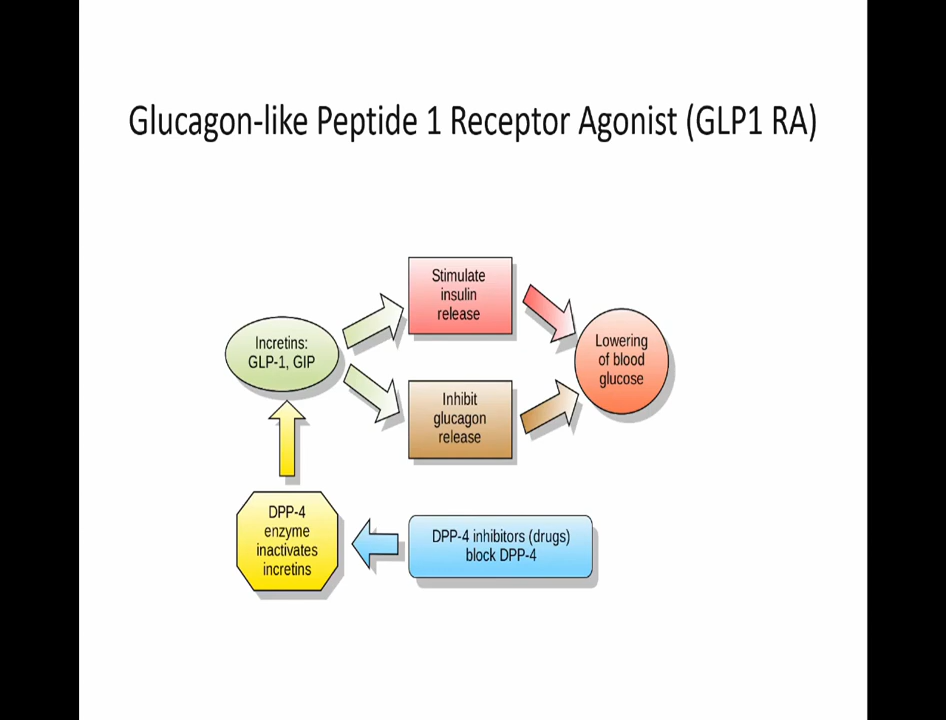 Glucagon-like Peptide 1 Receptor Agonist (GLP1 RA)
Stimulate
insulin
release
Incretins:
GLP-1, GIP
Lowering
of blood
glucose
Inhibit
glucagon
release
DPP-4
enzyme
inactivates
incretins
DPP-4 inhibitors (drugs)
block DPP-4